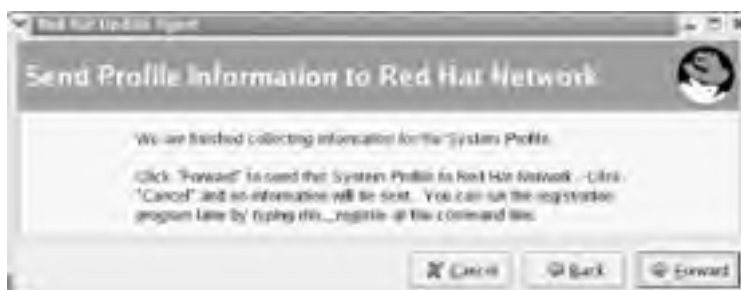 Red Hat Update Agent
Send Profile Information to Red Hat Network
We are finished collecting information for the System Profile.
Click "Forward" to send this System Profile to Red Hat Network. Click
"Cancel" and no information will be sent. You can run the registration
program later by typing rhn_register at the command line.
Cancel
Back
Forward